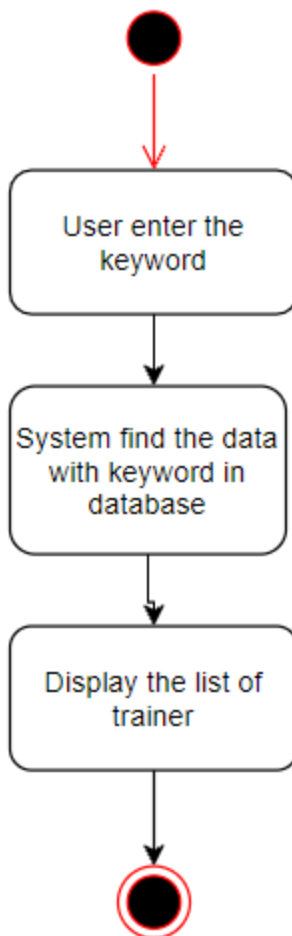 User enter the
keyword
System find the data
with keyword in
database
Display the list of
trainer